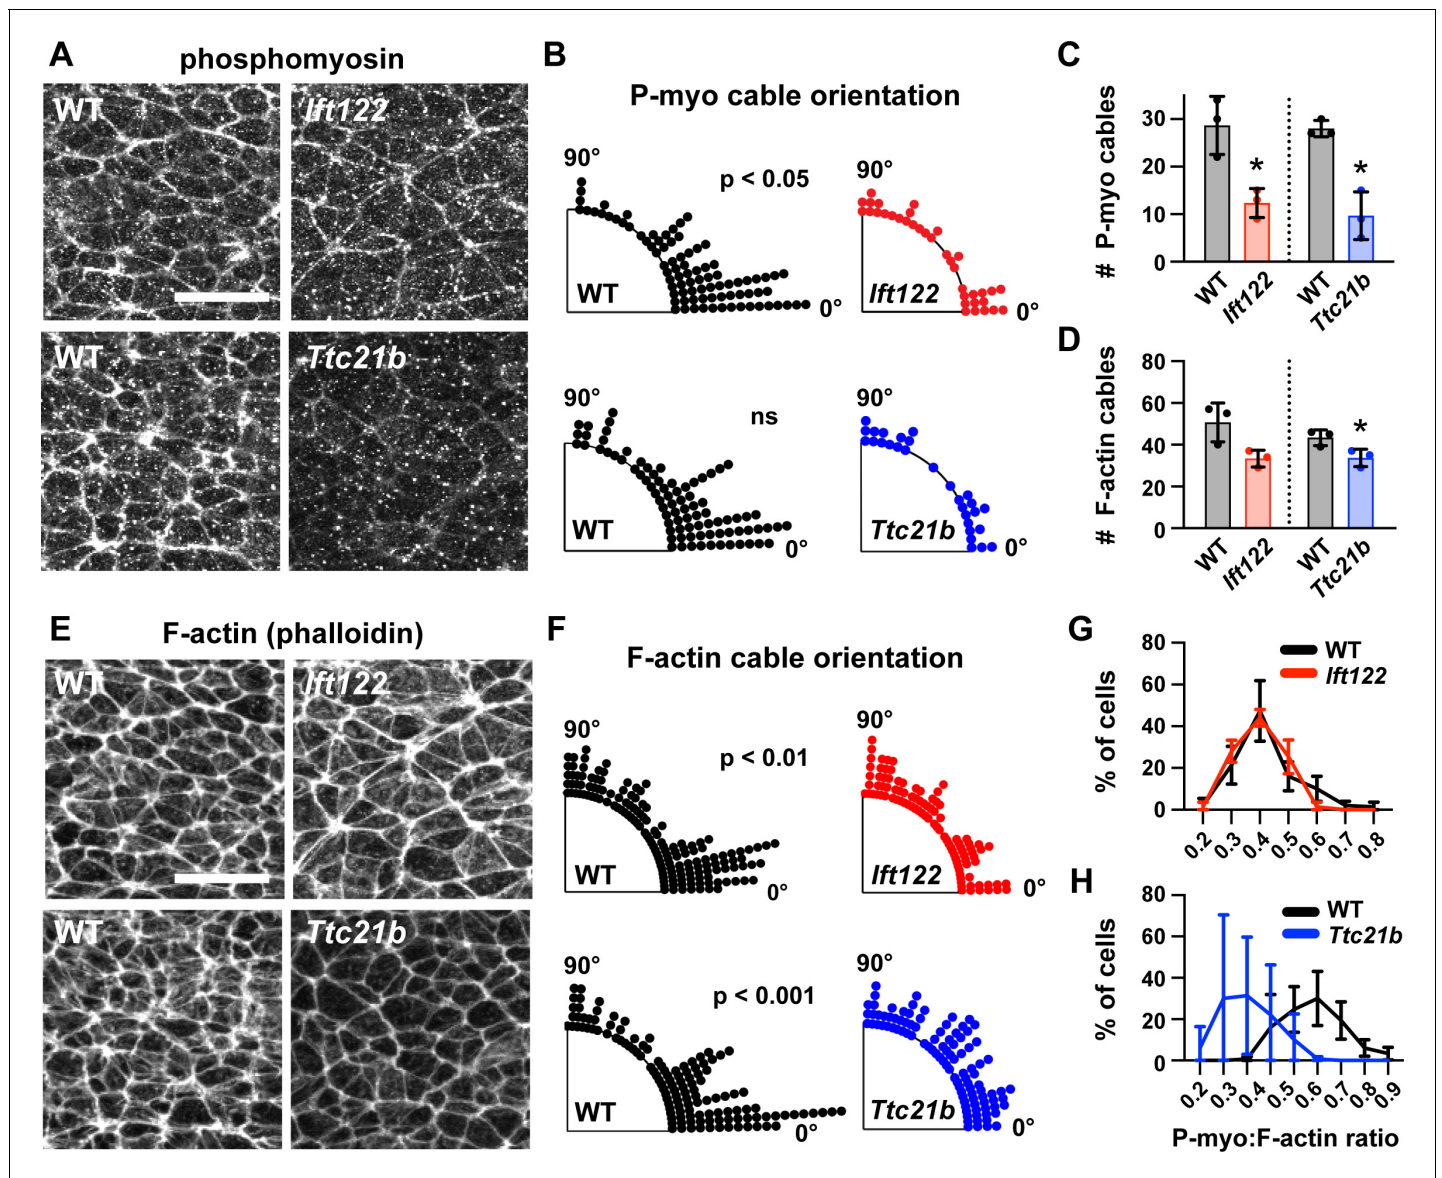 A
phosphomyosin
WT
Ift122
WT
Ttc21b
B
P-myo cable orientation
90°
p < 0.05
WT
0°
90°
Ift122
0°
90°
ns
WT
0°
90°
Ttc21b
0°
C
# P-myo cables
30
20
10
0
*
*
WT
Ift122
WT
Ttc21b
D
# F-actin cables
80
60
40
20
0
*
WT
Ift122
WT
Ttc21b
E
F-actin (phalloidin)
WT
Ift122
WT
Ttc21b
F
F-actin cable orientation
90°
p < 0.01
WT
0°
90°
Ift122
0°
90°
p < 0.001
WT
0°
90°
Ttc21b
0°
G
% of cells
80
60
40
20
0
WT
Ift122
0.2 0.3 0.4 0.5 0.6 0.7 0.8
H
% of cells
80
60
40
20
0
WT
Ttc21b
0.2 0.3 0.4 0.5 0.6 0.7 0.8 0.9
P-myo:F-actin ratio